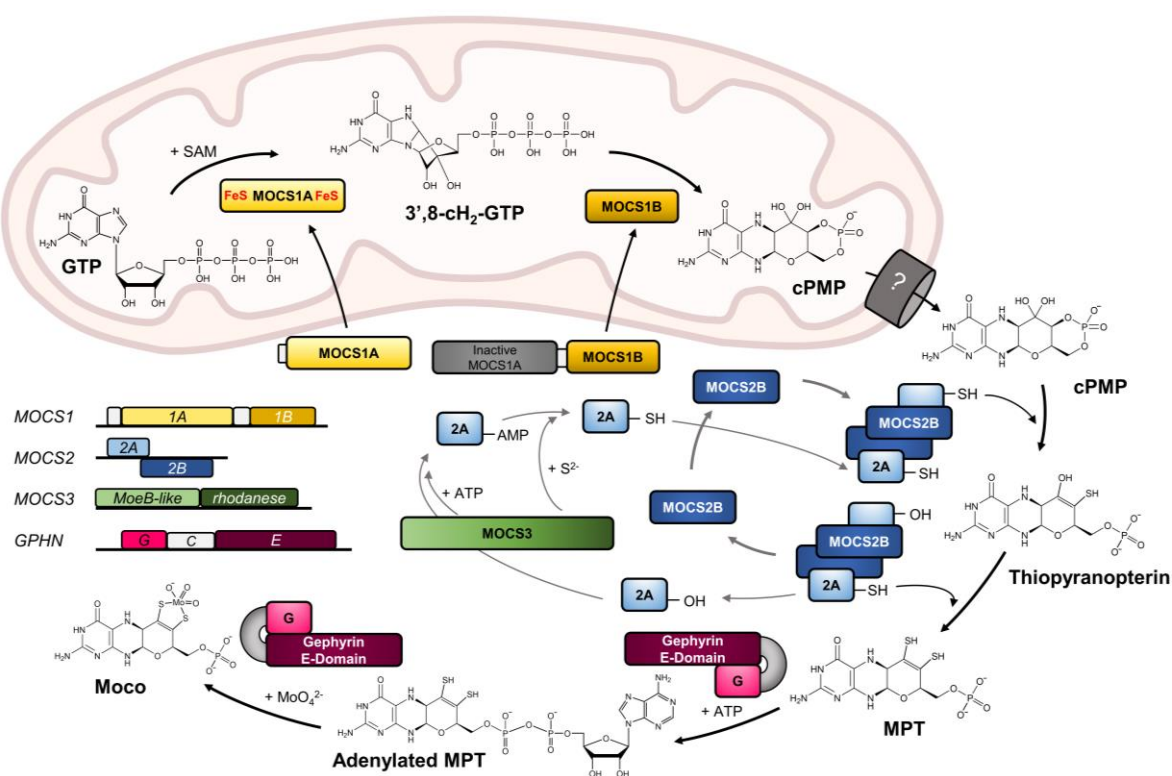 + SAM
FeS MOCS1A FeS
3',8-cH₂-GTP
MOCS1B
GTP
cPMP
?
MOCS1A
Inactive
MOCS1A
MOCS1B
cPMP
MOCS1
1A
1B
MOCS2
2A
2B
MOCS3
MoeB-like
rhodanese
GPHN
G
C
E
2A
AMP
2A
SH
+ ATP
+ S²⁻
MOCS3
MOCS2B
MOCS2B
SH
MOCS2B
2A
SH
OH
MOCS2B
2A
SH
2A
OH
Thiopyranopterin
G
Gephyrin
E-Domain
Moco
+ MoO₄²⁻
Adenylated MPT
Gephyrin
E-Domain
G
+ ATP
MPT